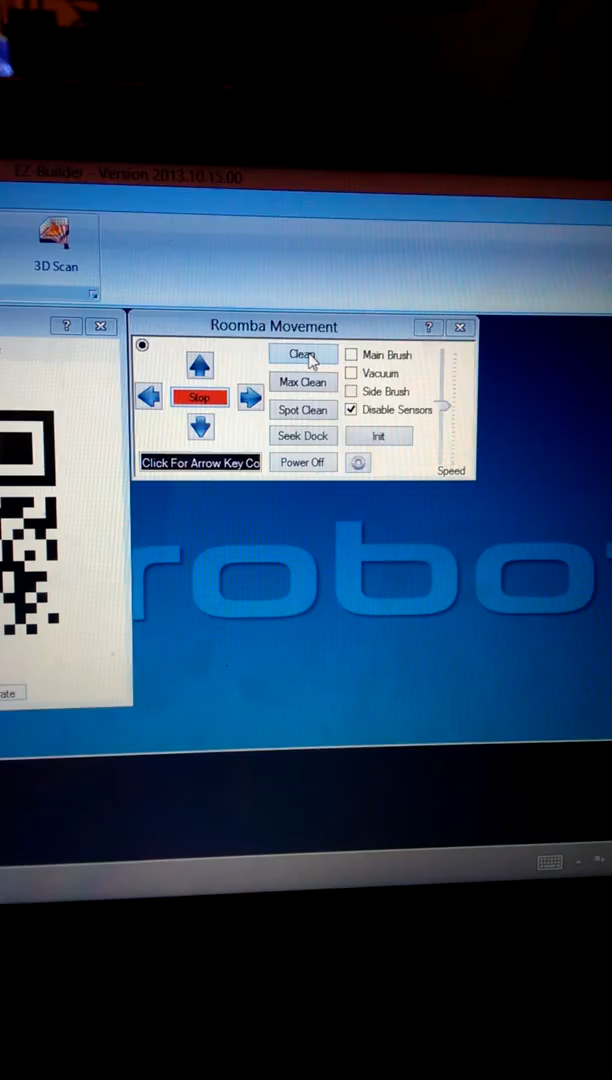 EZ-Builder - Version 2013.10.15.00
3D Scan
? x
Roomba Movement
? x
Clean
Max Clean
Spot Clean
Seek Dock
Power Off
Stop
Click For Arrow Key Co
Main Brush
Vacuum
Side Brush
Disable Sensors
Init
Speed
robo
ate